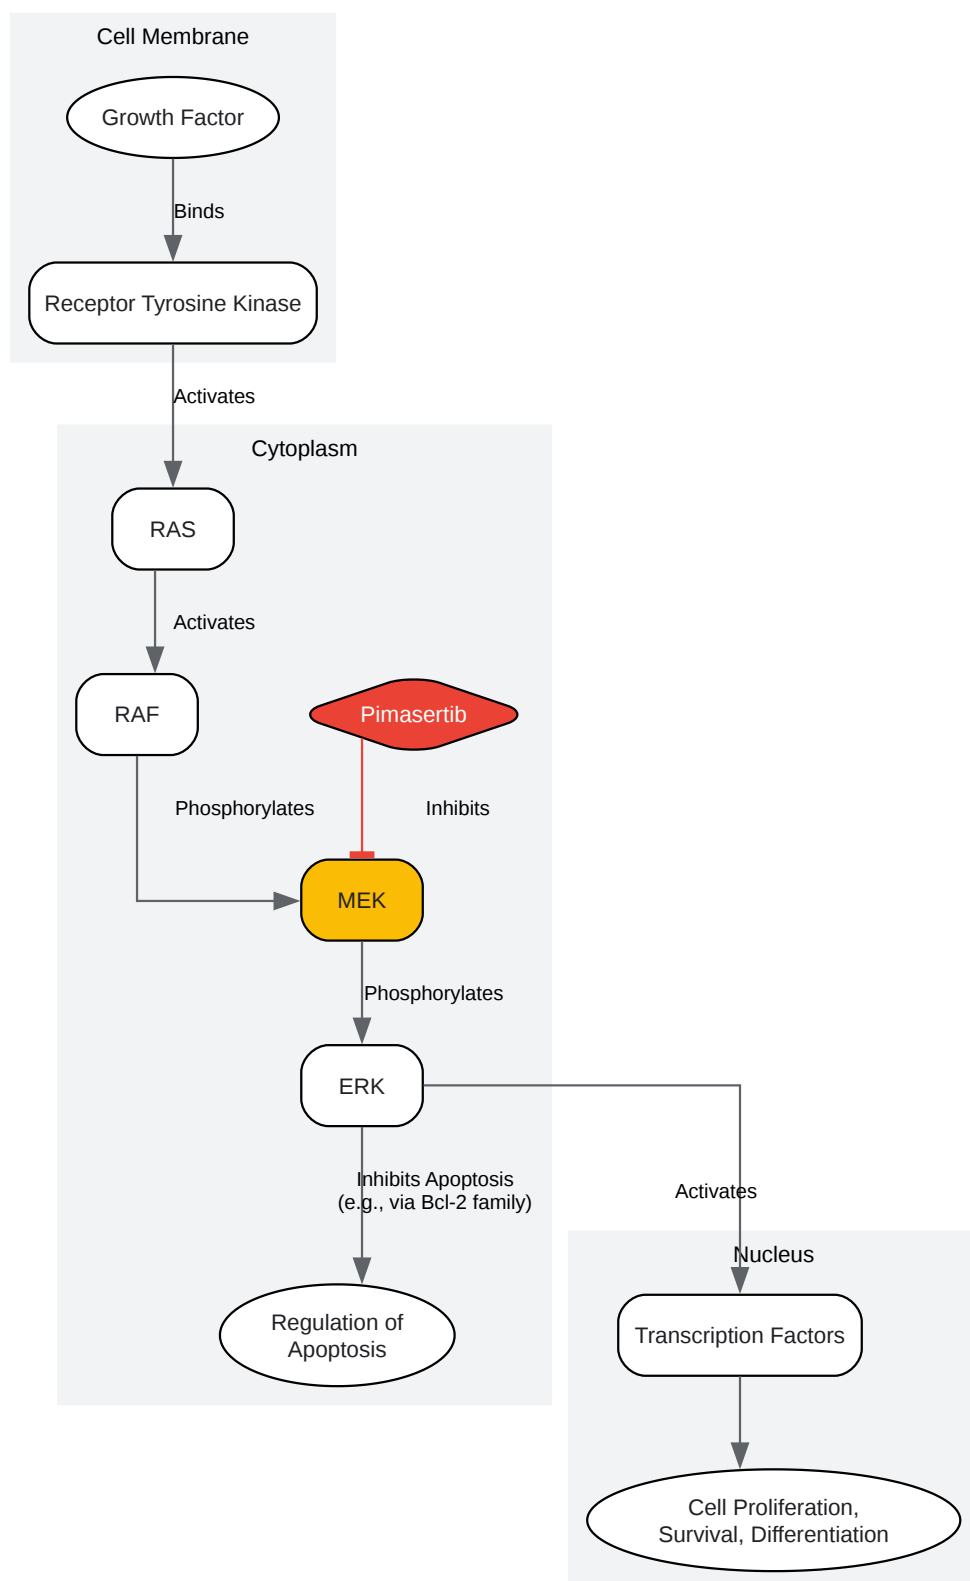 Cell Membrane
Growth Factor
Binds
Receptor Tyrosine Kinase
Activates
Cytoplasm
RAS
Activates
RAF
Pimasertib
Phosphorylates
Inhibits
MEK
Phosphorylates
ERK
Inhibits Apoptosis
(e.g., via Bcl-2 family)
Activates
Nucleus
Regulation of
Apoptosis
Transcription Factors
Cell Proliferation,
Survival, Differentiation